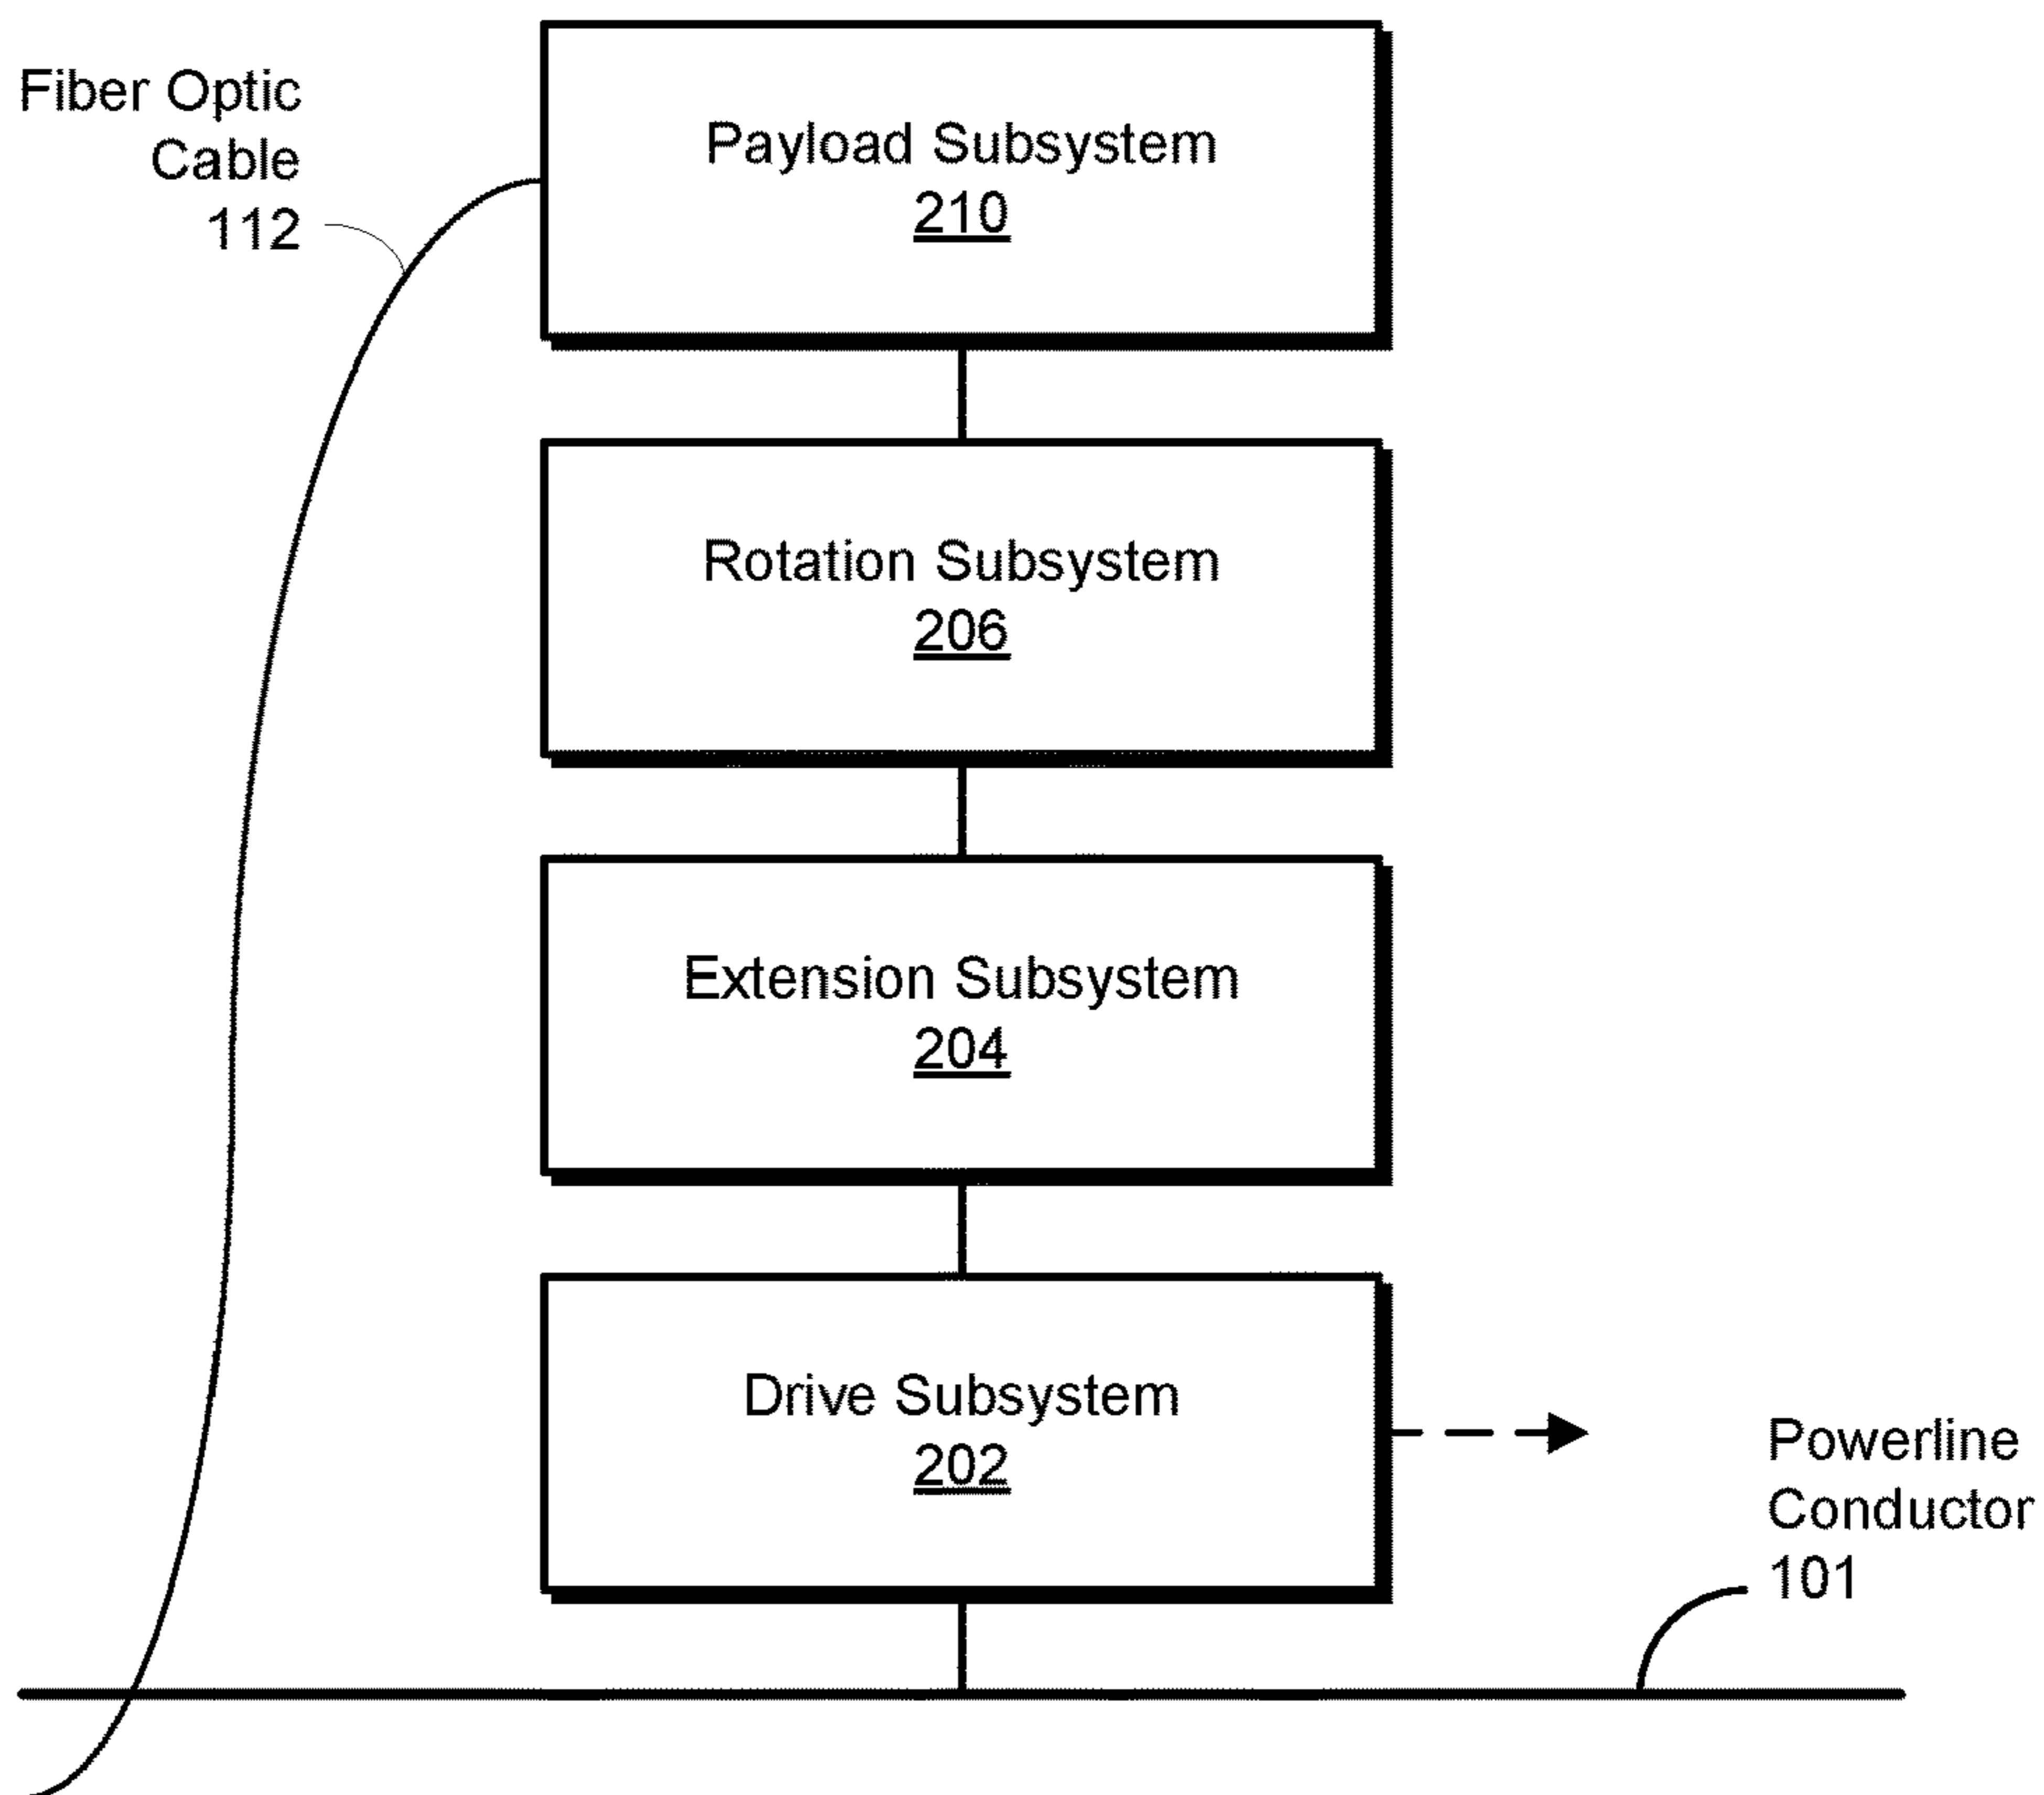 Fiber Optic
Cable
112
Payload Subsystem
210
Rotation Subsystem
206
Extension Subsystem
204
Drive Subsystem
202
Powerline
Conductor
101